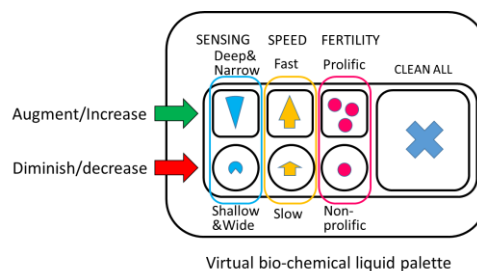 SENSING SPEED FERTILITY
Deep&
Narrow
Fast
Prolific
CLEAN ALL
Augment/Increase
Diminish/decrease
Shallow
&Wide
Slow
Non-
prolific
Virtual bio-chemical liquid palette